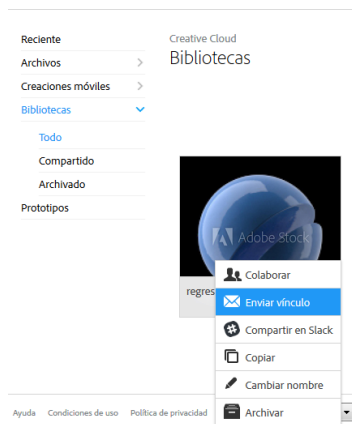 Reciente
Archivos
Creaciones móviles
Bibliotecas
Todo
Compartido
Archivado
Prototipos
Creative Cloud
Bibliotecas
Adobe Stock
regres
Colaborar
Enviar vínculo
Compartir en Slack
Copiar
Cambiar nombre
Archivar
Ayuda Condiciones de uso Política de privacidad